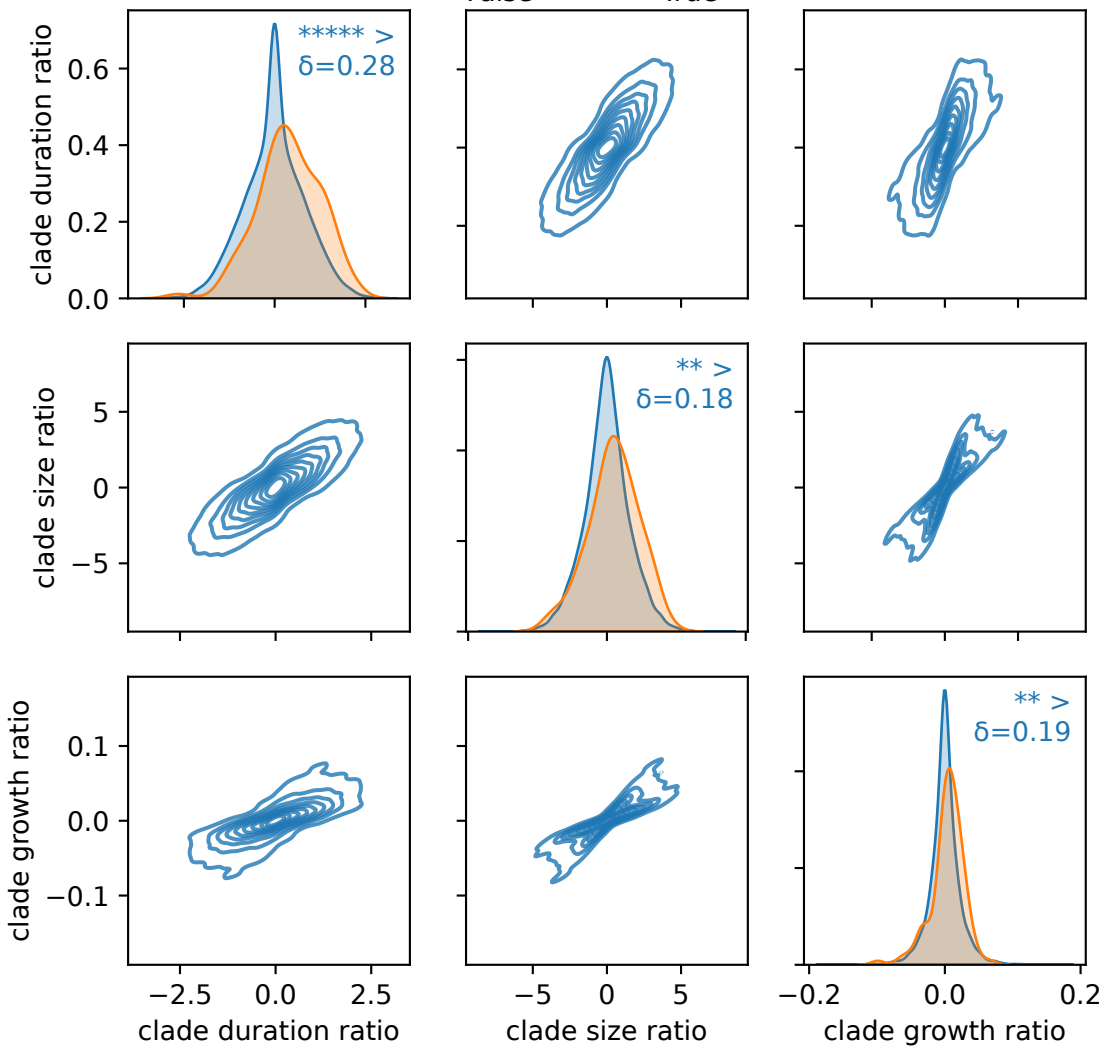 clade duration ratio
0.6
0.4
0.2
0.0
***** >
δ=0.28
clade size ratio
5
0
−5
** >
δ=0.18
clade growth ratio
0.1
0.0
−0.1
** >
δ=0.19
−2.5 0.0 2.5
−5 0 5
−0.2 0.0 0.2
clade duration ratio
clade size ratio
clade growth ratio